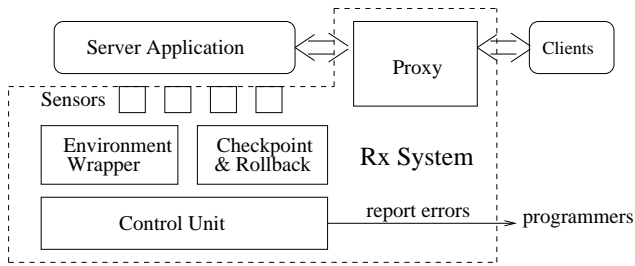 Server Application
Clients
Proxy
Sensors
Environment
Wrapper
Checkpoint
& Rollback
Rx System
Control Unit
report errors
programmers